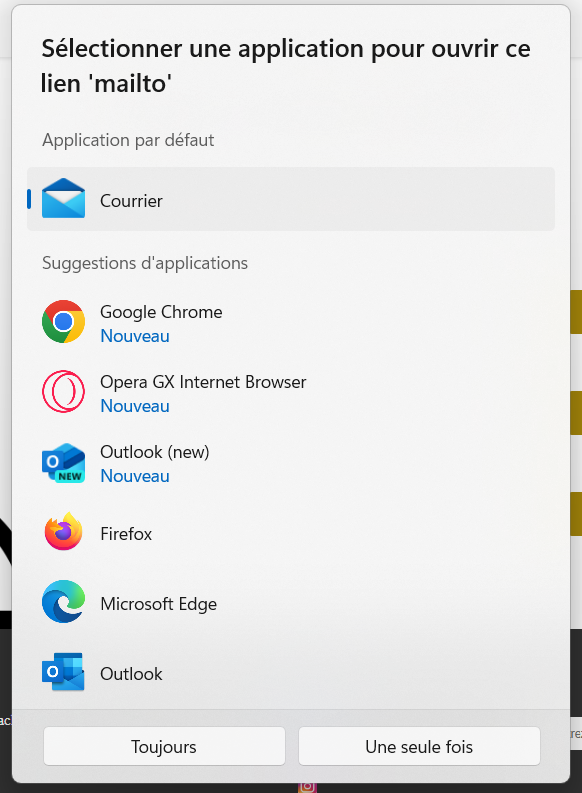 Sélectionner une application pour ouvrir ce
lien 'mailto'
Application par défaut
Courrier
Suggestions d'applications
Google Chrome
Nouveau
Opera GX Internet Browser
Nouveau
Outlook (new)
Nouveau
NEW
Firefox
Microsoft Edge
Outlook
Toujours
Une seule fois